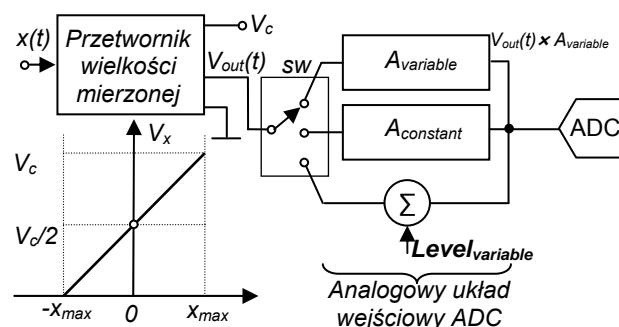 x(t)
Przetwornik
wielkości
mierzonej
V_c
V_out(t)
sw
A_variable
V_out(t) × A_variable
A_constant
ADC
Σ
Level_variable
Analogowy układ
wejściowy ADC
V_x
V_c
V_c/2
-x_max
0
x_max